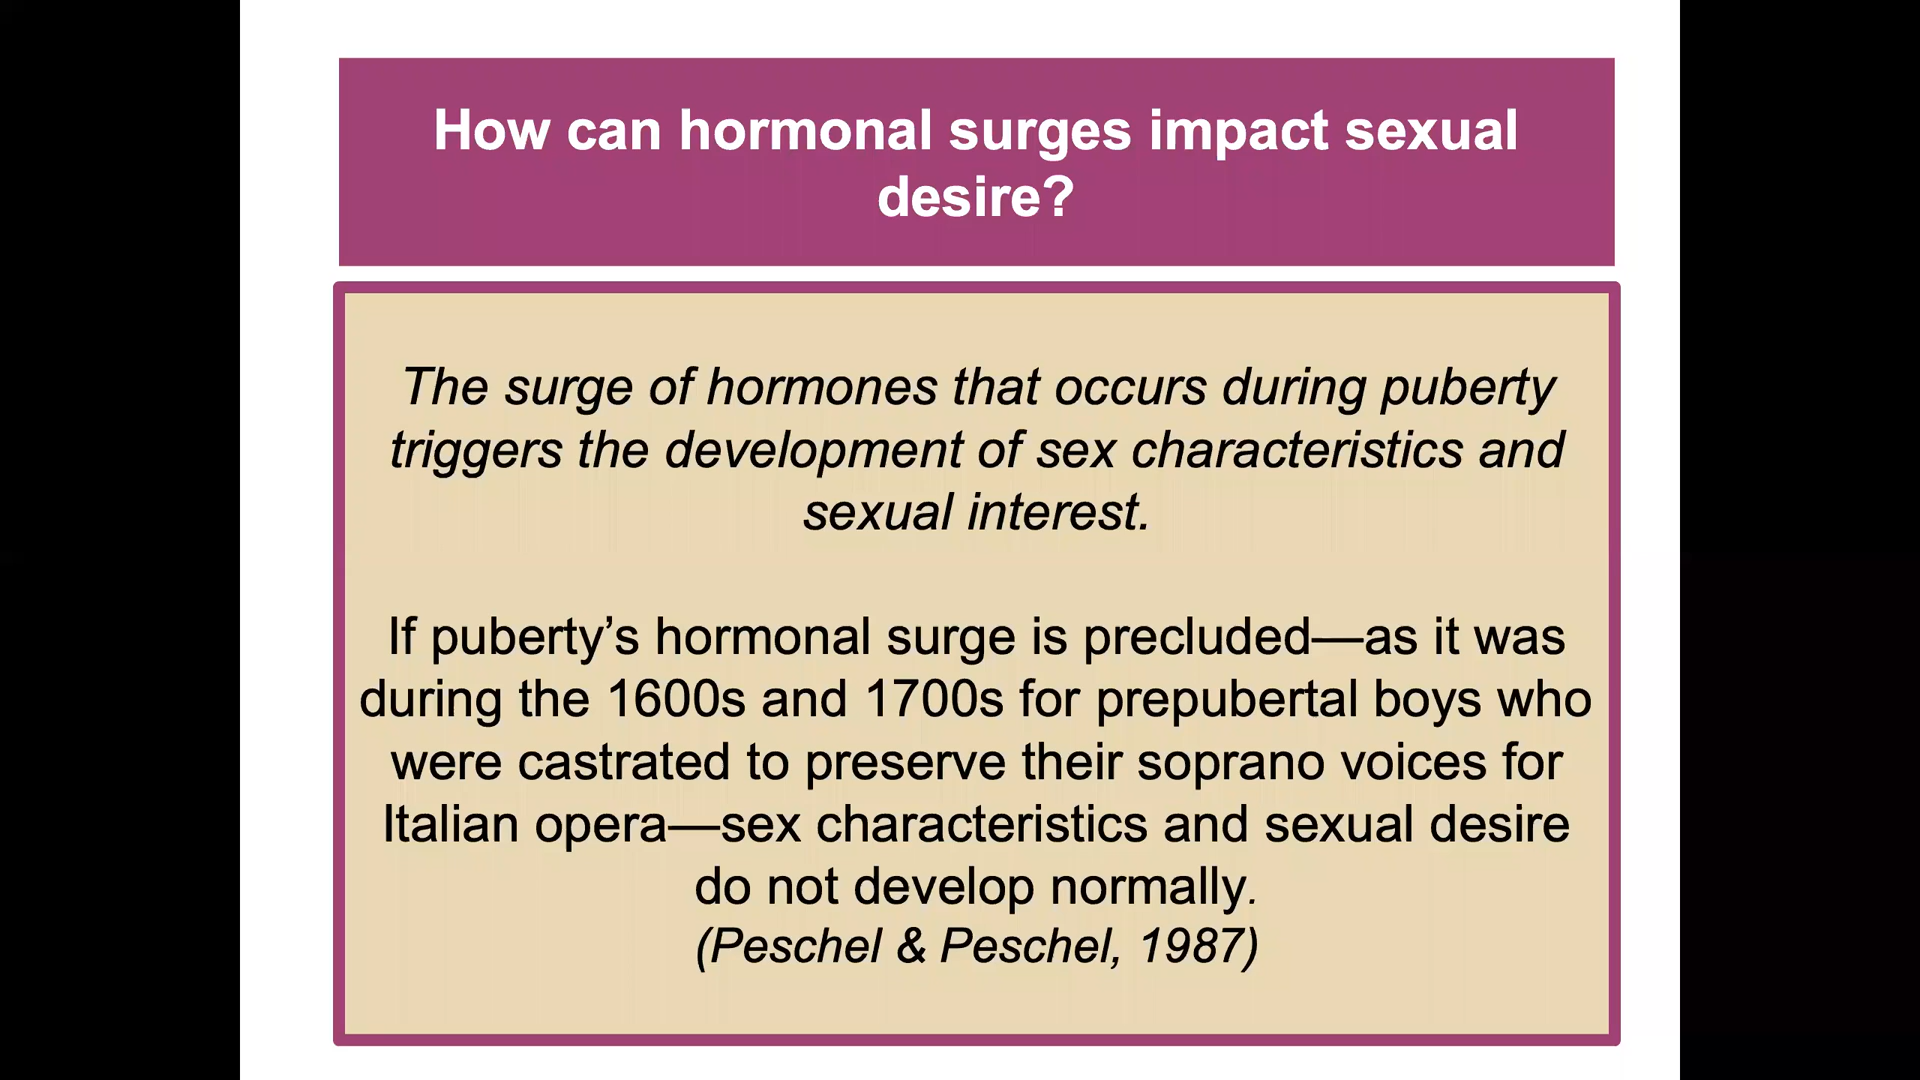 How can hormonal surges impact sexual
desire?
The surge of hormones that occurs during puberty
triggers the development of sex characteristics and
sexual interest.
If puberty’s hormonal surge is precluded—as it was
during the 1600s and 1700s for prepubertal boys who
were castrated to preserve their soprano voices for
Italian opera—sex characteristics and sexual desire
do not develop normally.
(Peschel & Peschel, 1987)